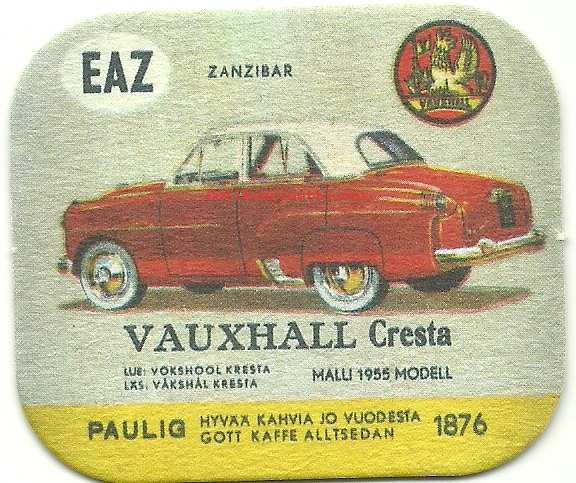 EAZ
ZANZIBAR
VAUXHALL
VAUXHALL Cresta
LUE: VOKSHOOL KRESTA
LÄS: VÅKSHÅL KRESTA
MALLI 1955 MODELL
PAULIG
HYVÄÄ KAHVIA JO VUODESTA
GOTT KAFFE ALLTSEDAN
1876